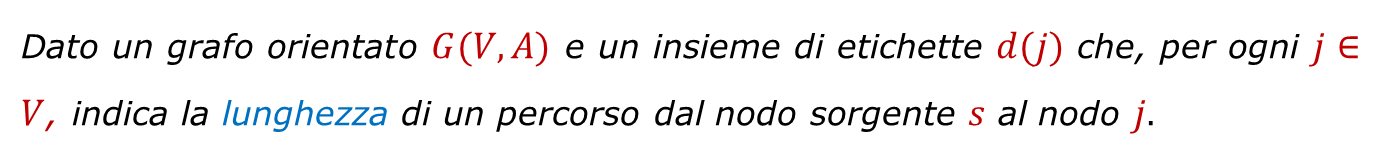 Dato un grafo orientato G(V, A) e un insieme di etichette d(j) che, per ogni j ∈
V, indica la lunghezza di un percorso dal nodo sorgente s al nodo j.